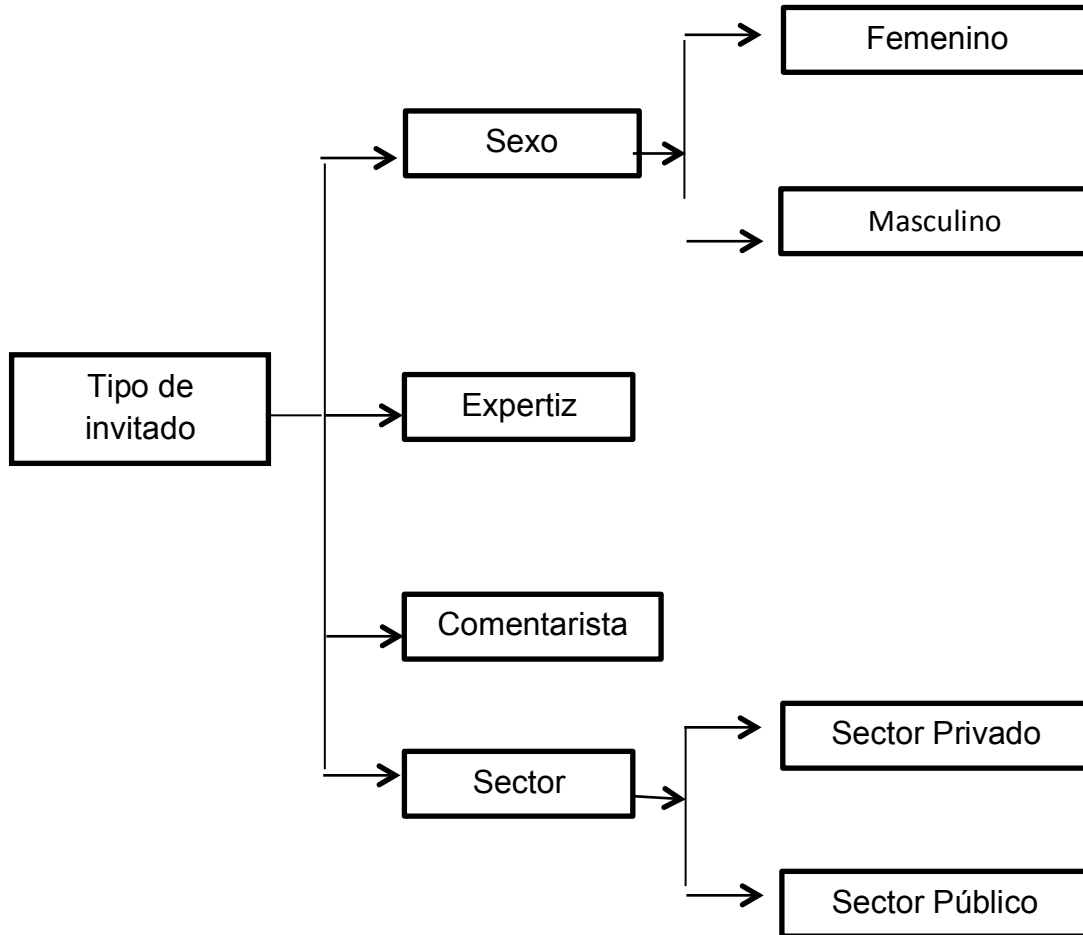 Femenino
Sexo
Masculino
Tipo de
invitado
Expertiz
Comentarista
Sector Privado
Sector
Sector Público